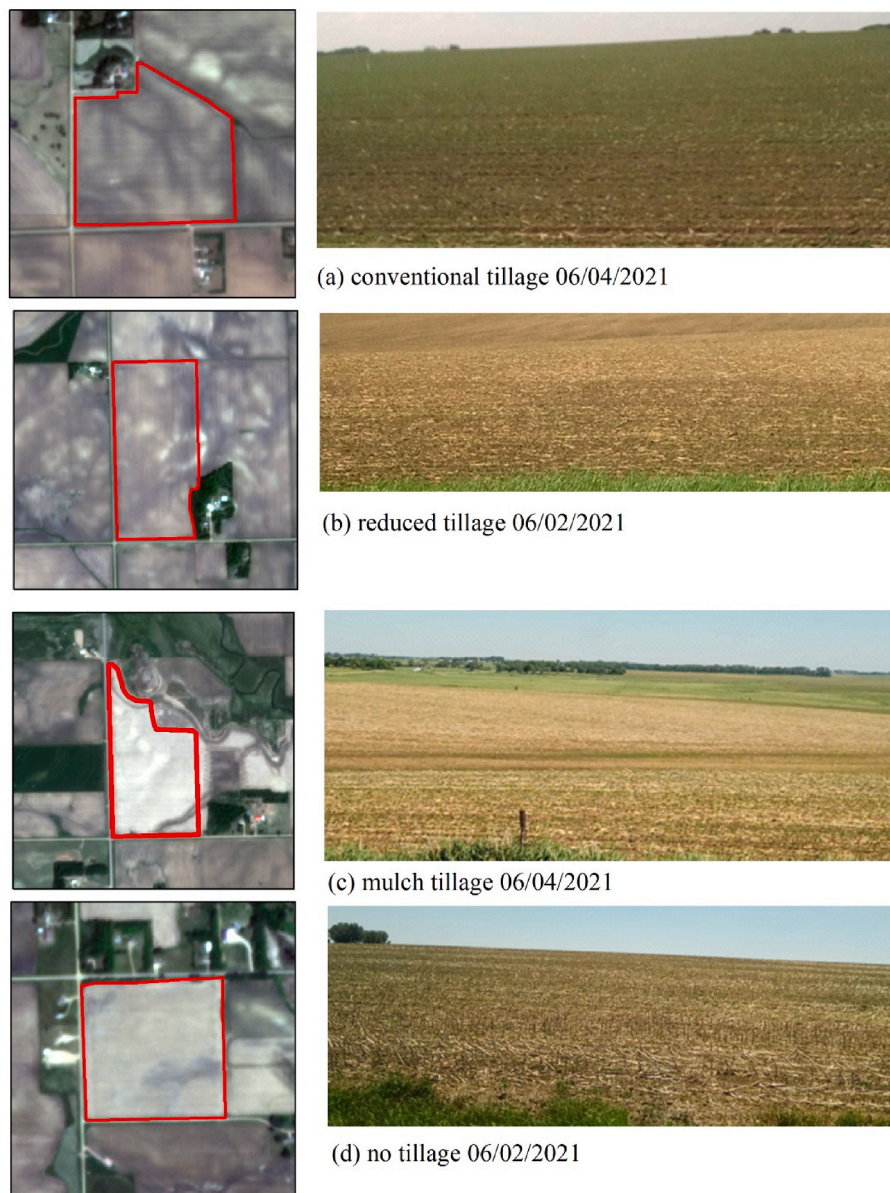 (a) conventional tillage 06/04/2021
(b) reduced tillage 06/02/2021
(c) mulch tillage 06/04/2021
(d) no tillage 06/02/2021